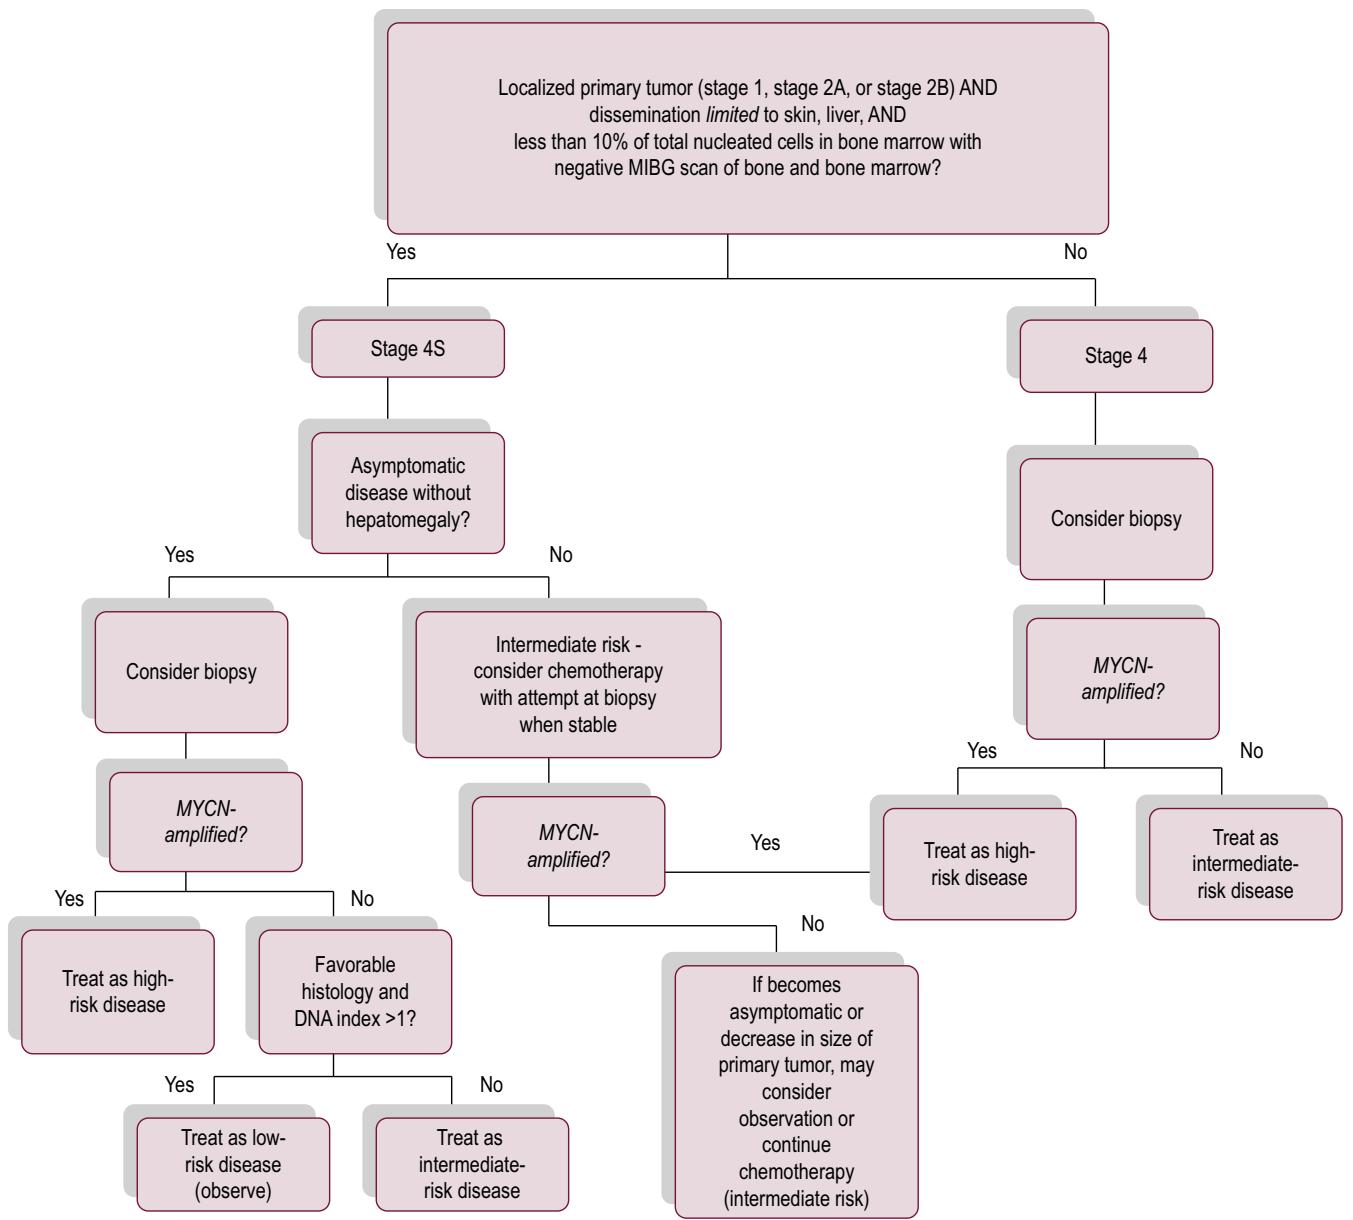 Localized primary tumor (stage 1, stage 2A, or stage 2B) AND
dissemination limited to skin, liver, AND
less than 10% of total nucleated cells in bone marrow with
negative MIBG scan of bone and bone marrow?
Yes
No
Stage 4S
Stage 4
Asymptomatic
disease without
hepatomegaly?
Consider biopsy
Yes
No
Consider biopsy
Intermediate risk -
consider chemotherapy
with attempt at biopsy
when stable
MYCN-
amplified?
Yes
No
MYCN-
amplified?
MYCN-
amplified?
Yes
Treat as high-
risk disease
Treat as
intermediate-
risk disease
Yes
No
No
Treat as high-
risk disease
Favorable
histology and
DNA index >1?
If becomes
asymptomatic or
decrease in size of
primary tumor, may
consider
observation or
continue
chemotherapy
(intermediate risk)
Yes
No
Treat as low-
risk disease
(observe)
Treat as
intermediate-
risk disease